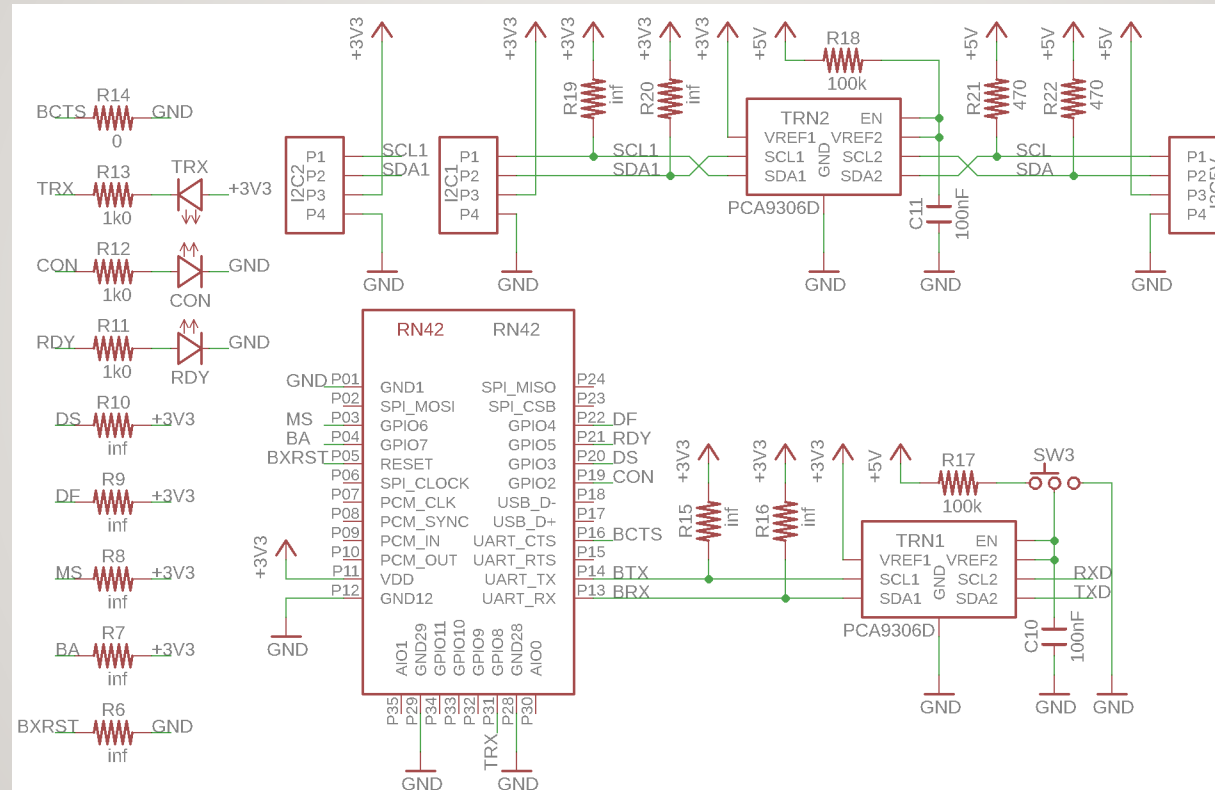 +3V3
+3V3
+3V3
+3V3
+3V3
+5V
R18
100k
+5V
+5V
+5V
R19
inf
R20
inf
R21
470
R22
470
BCTS
R14
GND
0
TRX
R13
TRX
+3V3
1k0
CON
R12
GND
1k0
CON
RDY
R11
GND
1k0
RDY
DS
R10
+3V3
inf
DF
R9
+3V3
inf
MS
R8
+3V3
inf
BA
R7
+3V3
inf
BXRST
R6
GND
inf
I2C2
P1
P2
P3
P4
SCL1
SDA1
GND
I2C1
P1
P2
P3
P4
SCL1
SDA1
GND
TRN2
EN
VREF1
VREF2
SCL1
SCL2
SDA1
SDA2
GND
PCA9306D
GND
C11
100nF
GND
SCL
SDA
P1
P2
P3
P4
GND
RN42
RN42
GND
P01
GND1
P02
SPI_MOSI
MS
P03
GPIO6
BA
P04
GPIO7
BXRST
P05
RESET
P06
SPI_CLOCK
P07
PCM_CLK
P08
PCM_SYNC
P09
PCM_IN
P10
PCM_OUT
P11
VDD
P12
GND12
+3V3
GND
SPI_MISO
P24
SPI_CSB
P23
GPIO4
P22
DF
GPIO5
P21
RDY
GPIO3
P20
DS
GPIO2
P19
CON
USB_D-
P18
USB_D+
P17
UART_CTS
P16
BCTS
UART_RTS
P15
UART_TX
P14
BTX
UART_RX
P13
BRX
AIO1
GND29
GPIO11
GPIO10
GPIO9
GPIO8
GND28
AIO0
P35
P29
P34
P33
P32
P31
P28
P30
TRX
GND
GND
+3V3
+3V3
+3V3
+5V
R15
inf
R16
inf
R17
100k
SW3
TRN1
EN
VREF1
VREF2
SCL1
SCL2
SDA1
SDA2
GND
PCA9306D
RXD
TXD
C10
100nF
GND
GND
GND